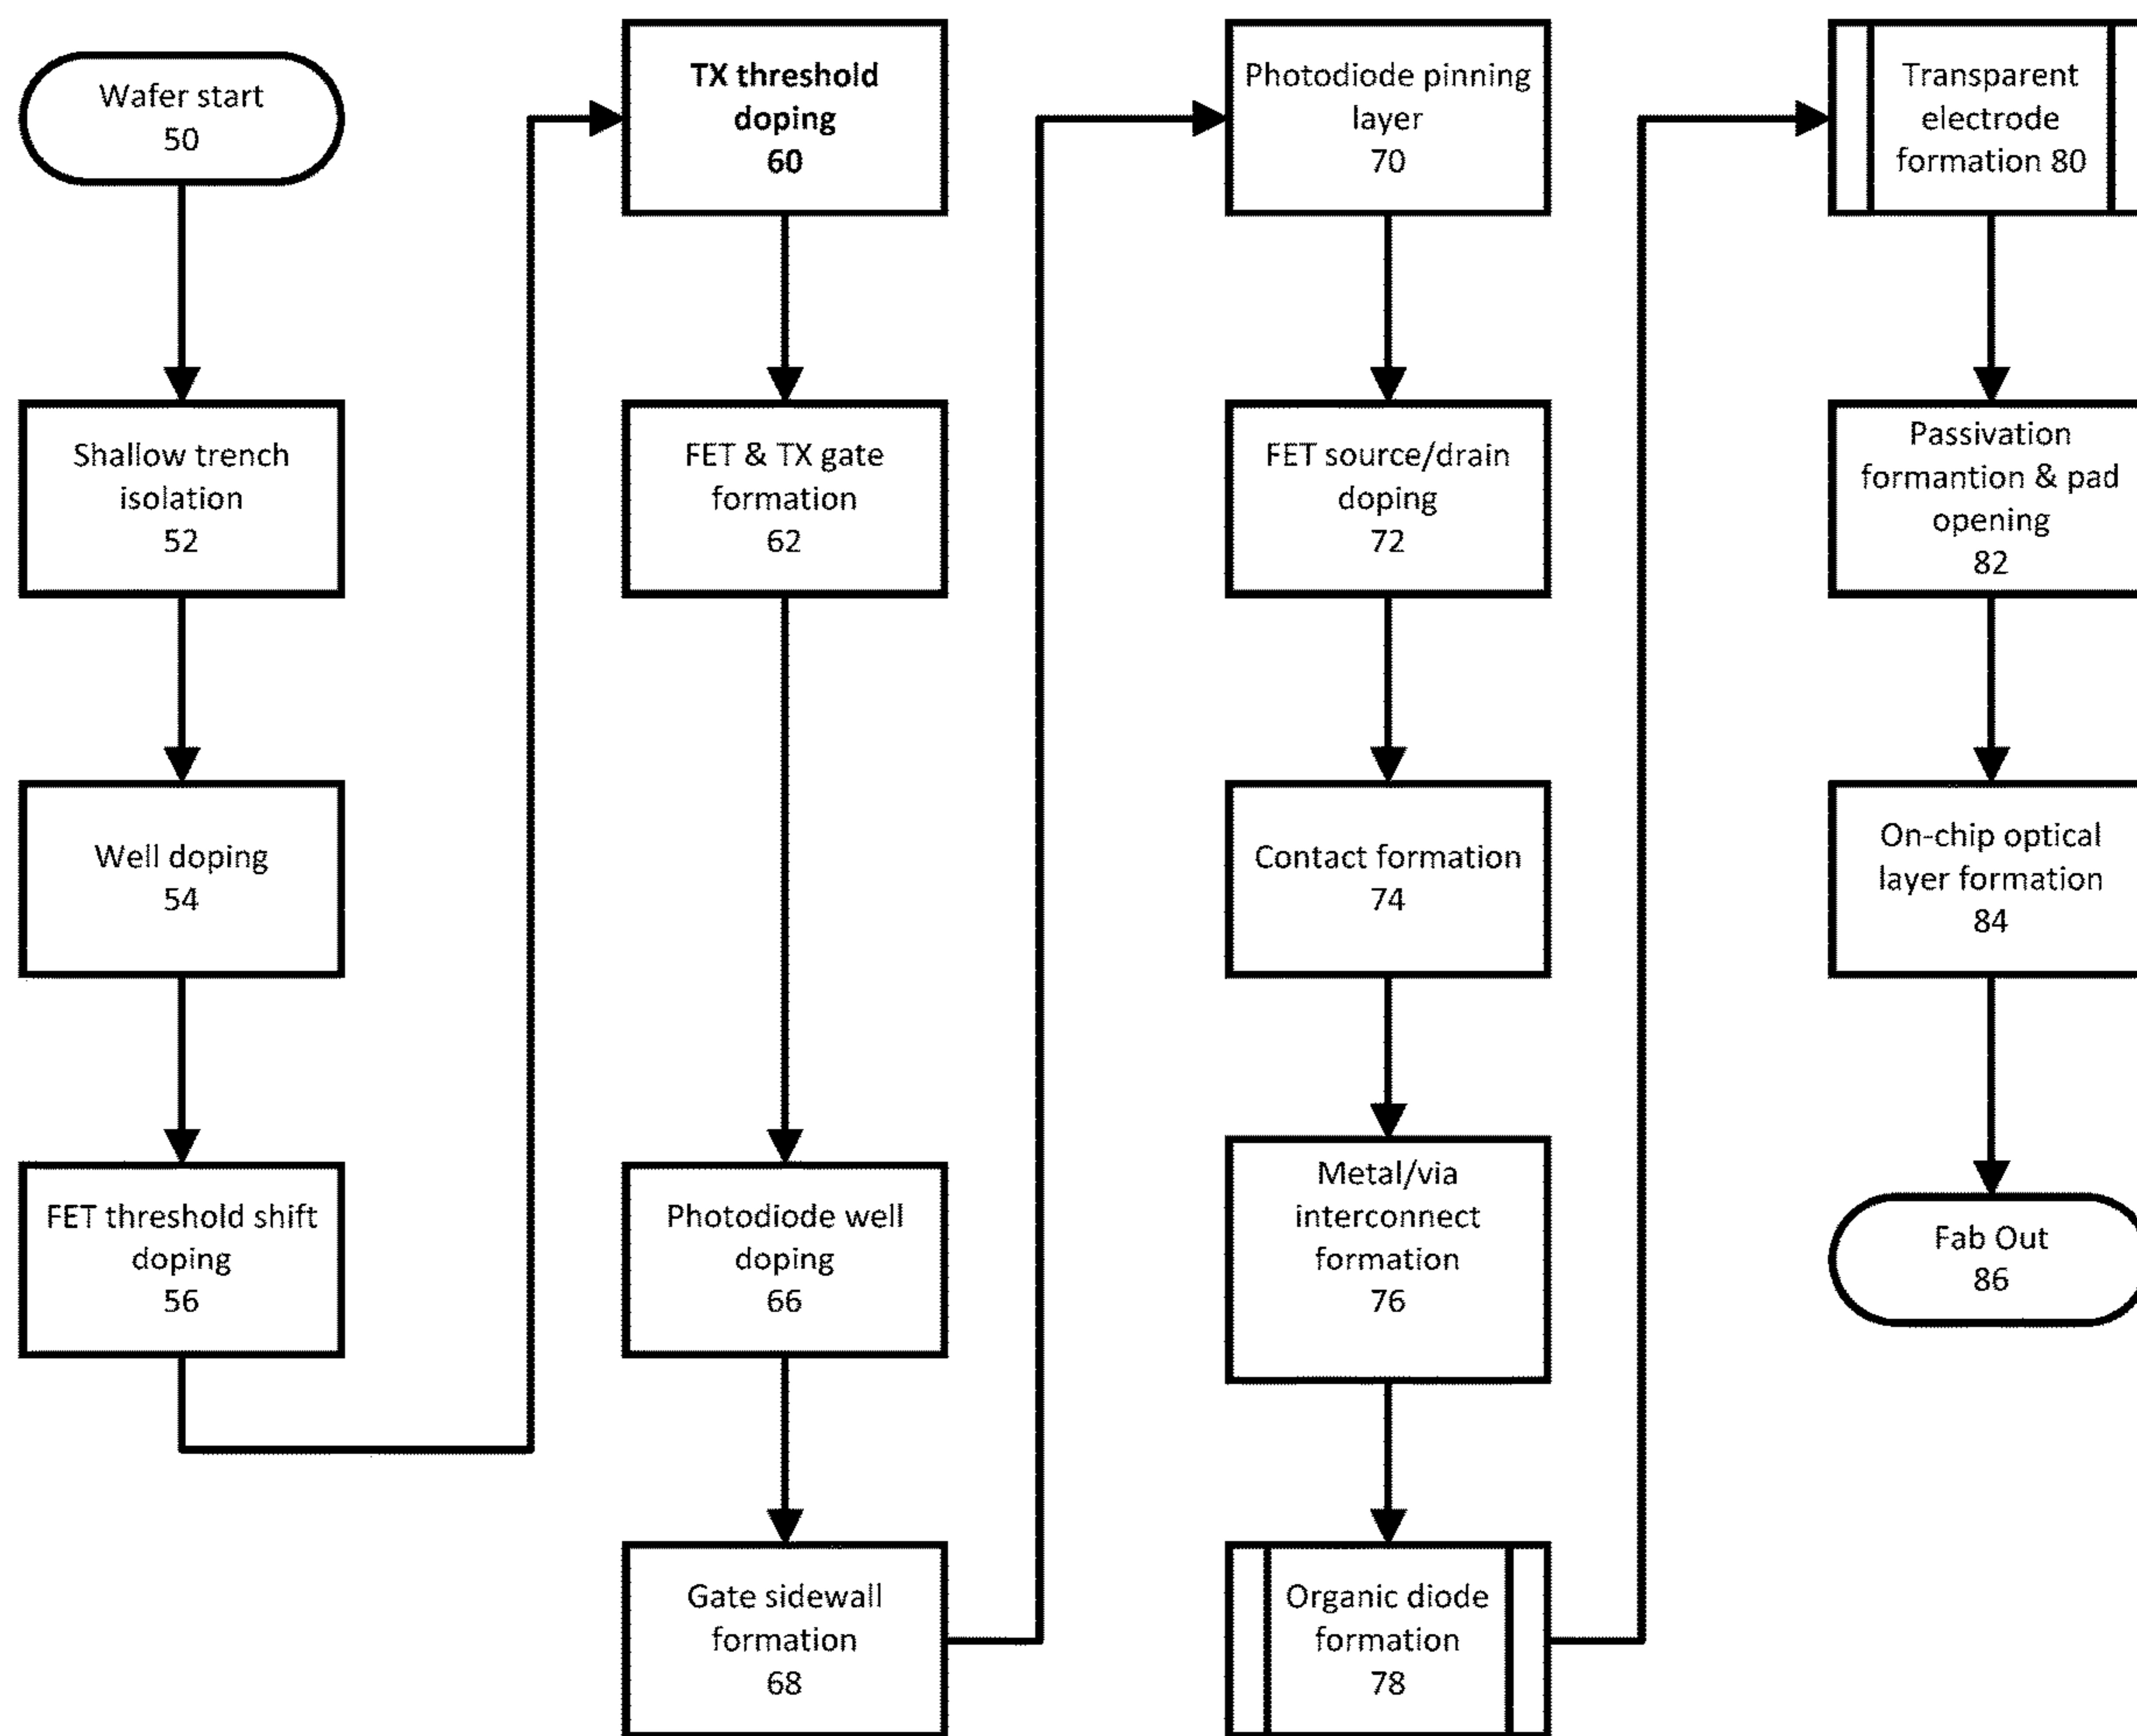 Wafer start
50
Shallow trench
isolation
52
Well doping
54
FET threshold shift
doping
56
TX threshold
doping
60
FET & TX gate
formation
62
Photodiode well
doping
66
Gate sidewall
formation
68
Photodiode pinning
layer
70
FET source/drain
doping
72
Contact formation
74
Metal/via
interconnect
formation
76
Organic diode
formation
78
Transparent
electrode
formation 80
Passivation
formantion & pad
opening
82
On-chip optical
layer formation
84
Fab Out
86